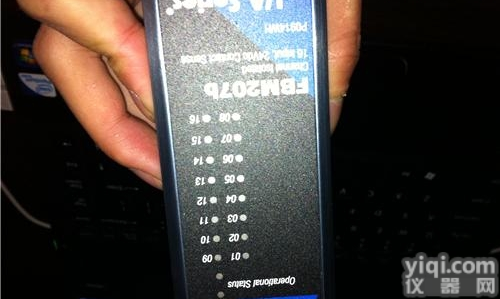 I/A Series®
P0914WH
16 Input, 24Vdc Contact Sense
Channel Isolated
FBM207b
08 16
07 15
06 14
05 13
04 12
03 11
02 10
01 09
Operational Status
yiqi.com
仪器网